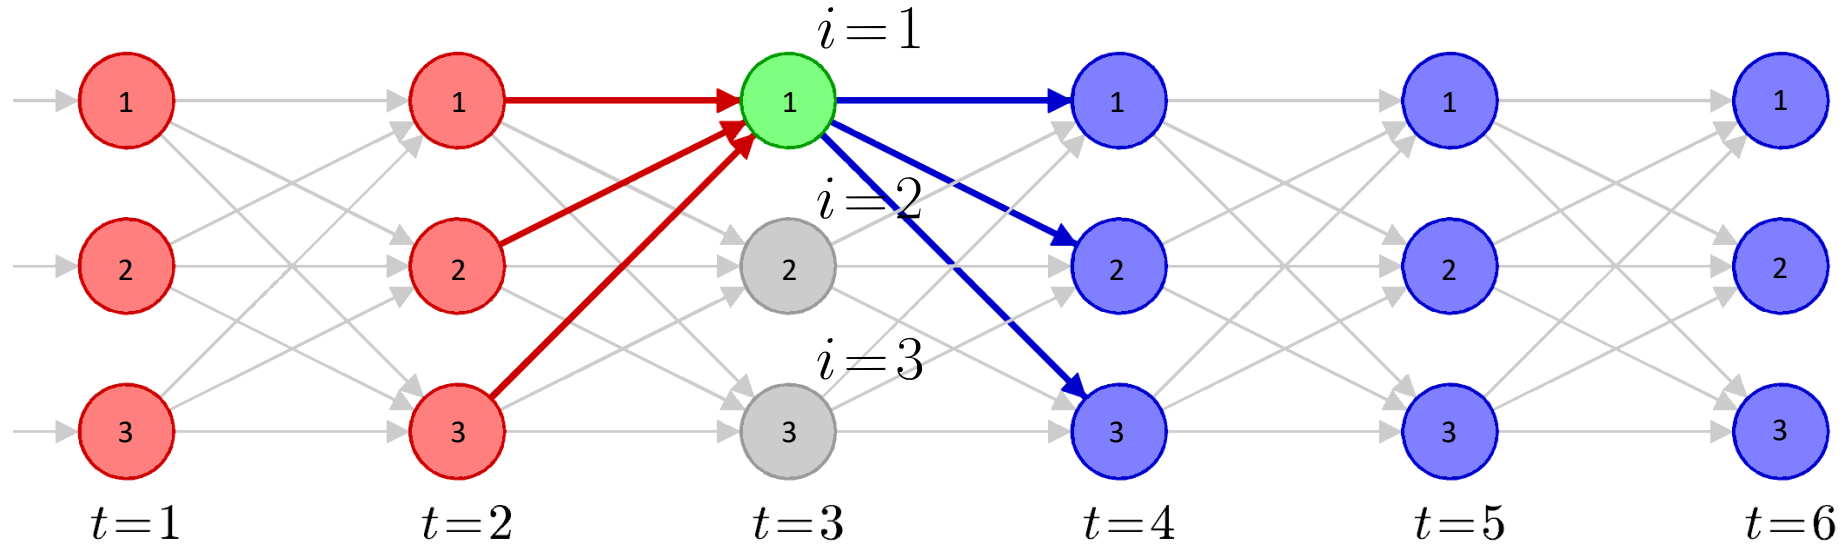 i=1
1 1 1 1 1 1
i=2
2 2 2 2 2 2
i=3
3 3 3 3 3 3
t=1 t=2 t=3 t=4 t=5 t=6